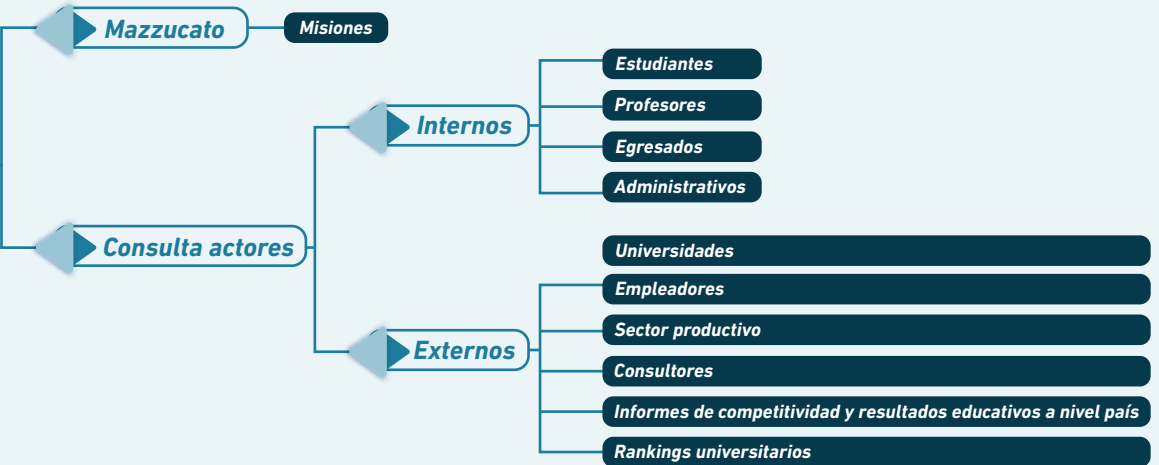 Mazzucato
Misiones
Consulta actores
Internos
Estudiantes
Profesores
Egresados
Administrativos
Externos
Universidades
Empleadores
Sector productivo
Consultores
Informes de competitividad y resultados educativos a nivel país
Rankings universitarios